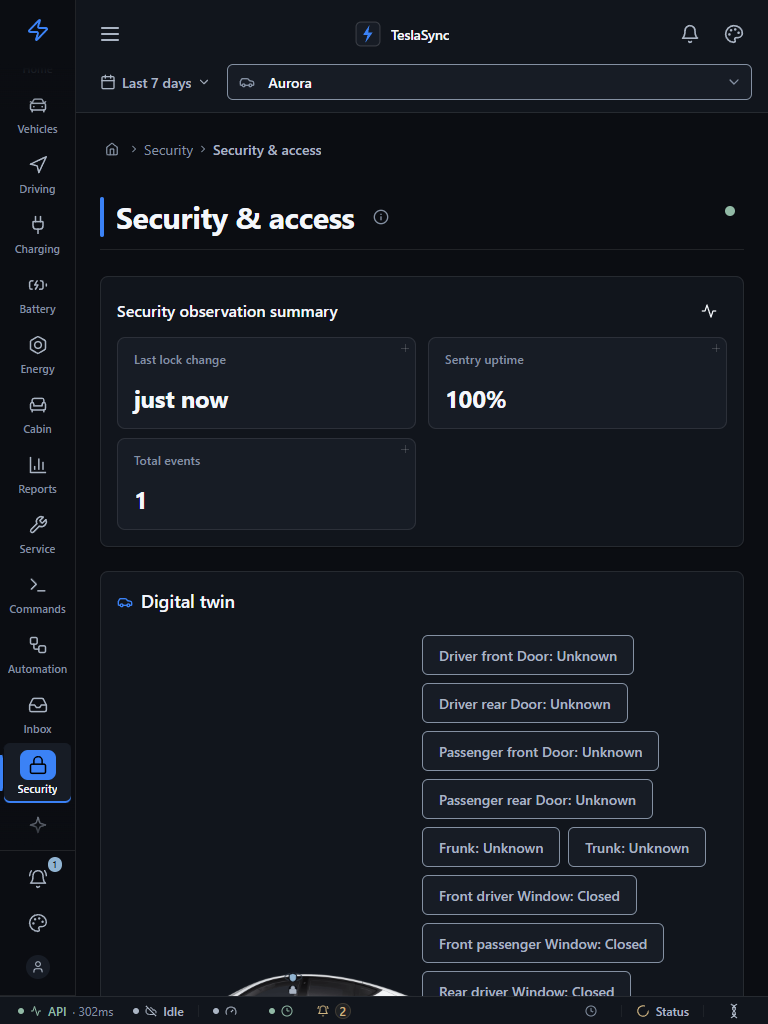 TeslaSync
Last 7 days
Aurora
Vehicles
Driving
Charging
Battery
Energy
Cabin
Reports
Service
Commands
Automation
Inbox
Security
1
Security
Security & access
Security & access
Security observation summary
Last lock change
just now
Sentry uptime
100%
Total events
1
Digital twin
Driver front Door: Unknown
Driver rear Door: Unknown
Passenger front Door: Unknown
Passenger rear Door: Unknown
Frunk: Unknown
Trunk: Unknown
Front driver Window: Closed
Front passenger Window: Closed
Rear driver Window: Closed
API · 302ms
Idle
2
Status